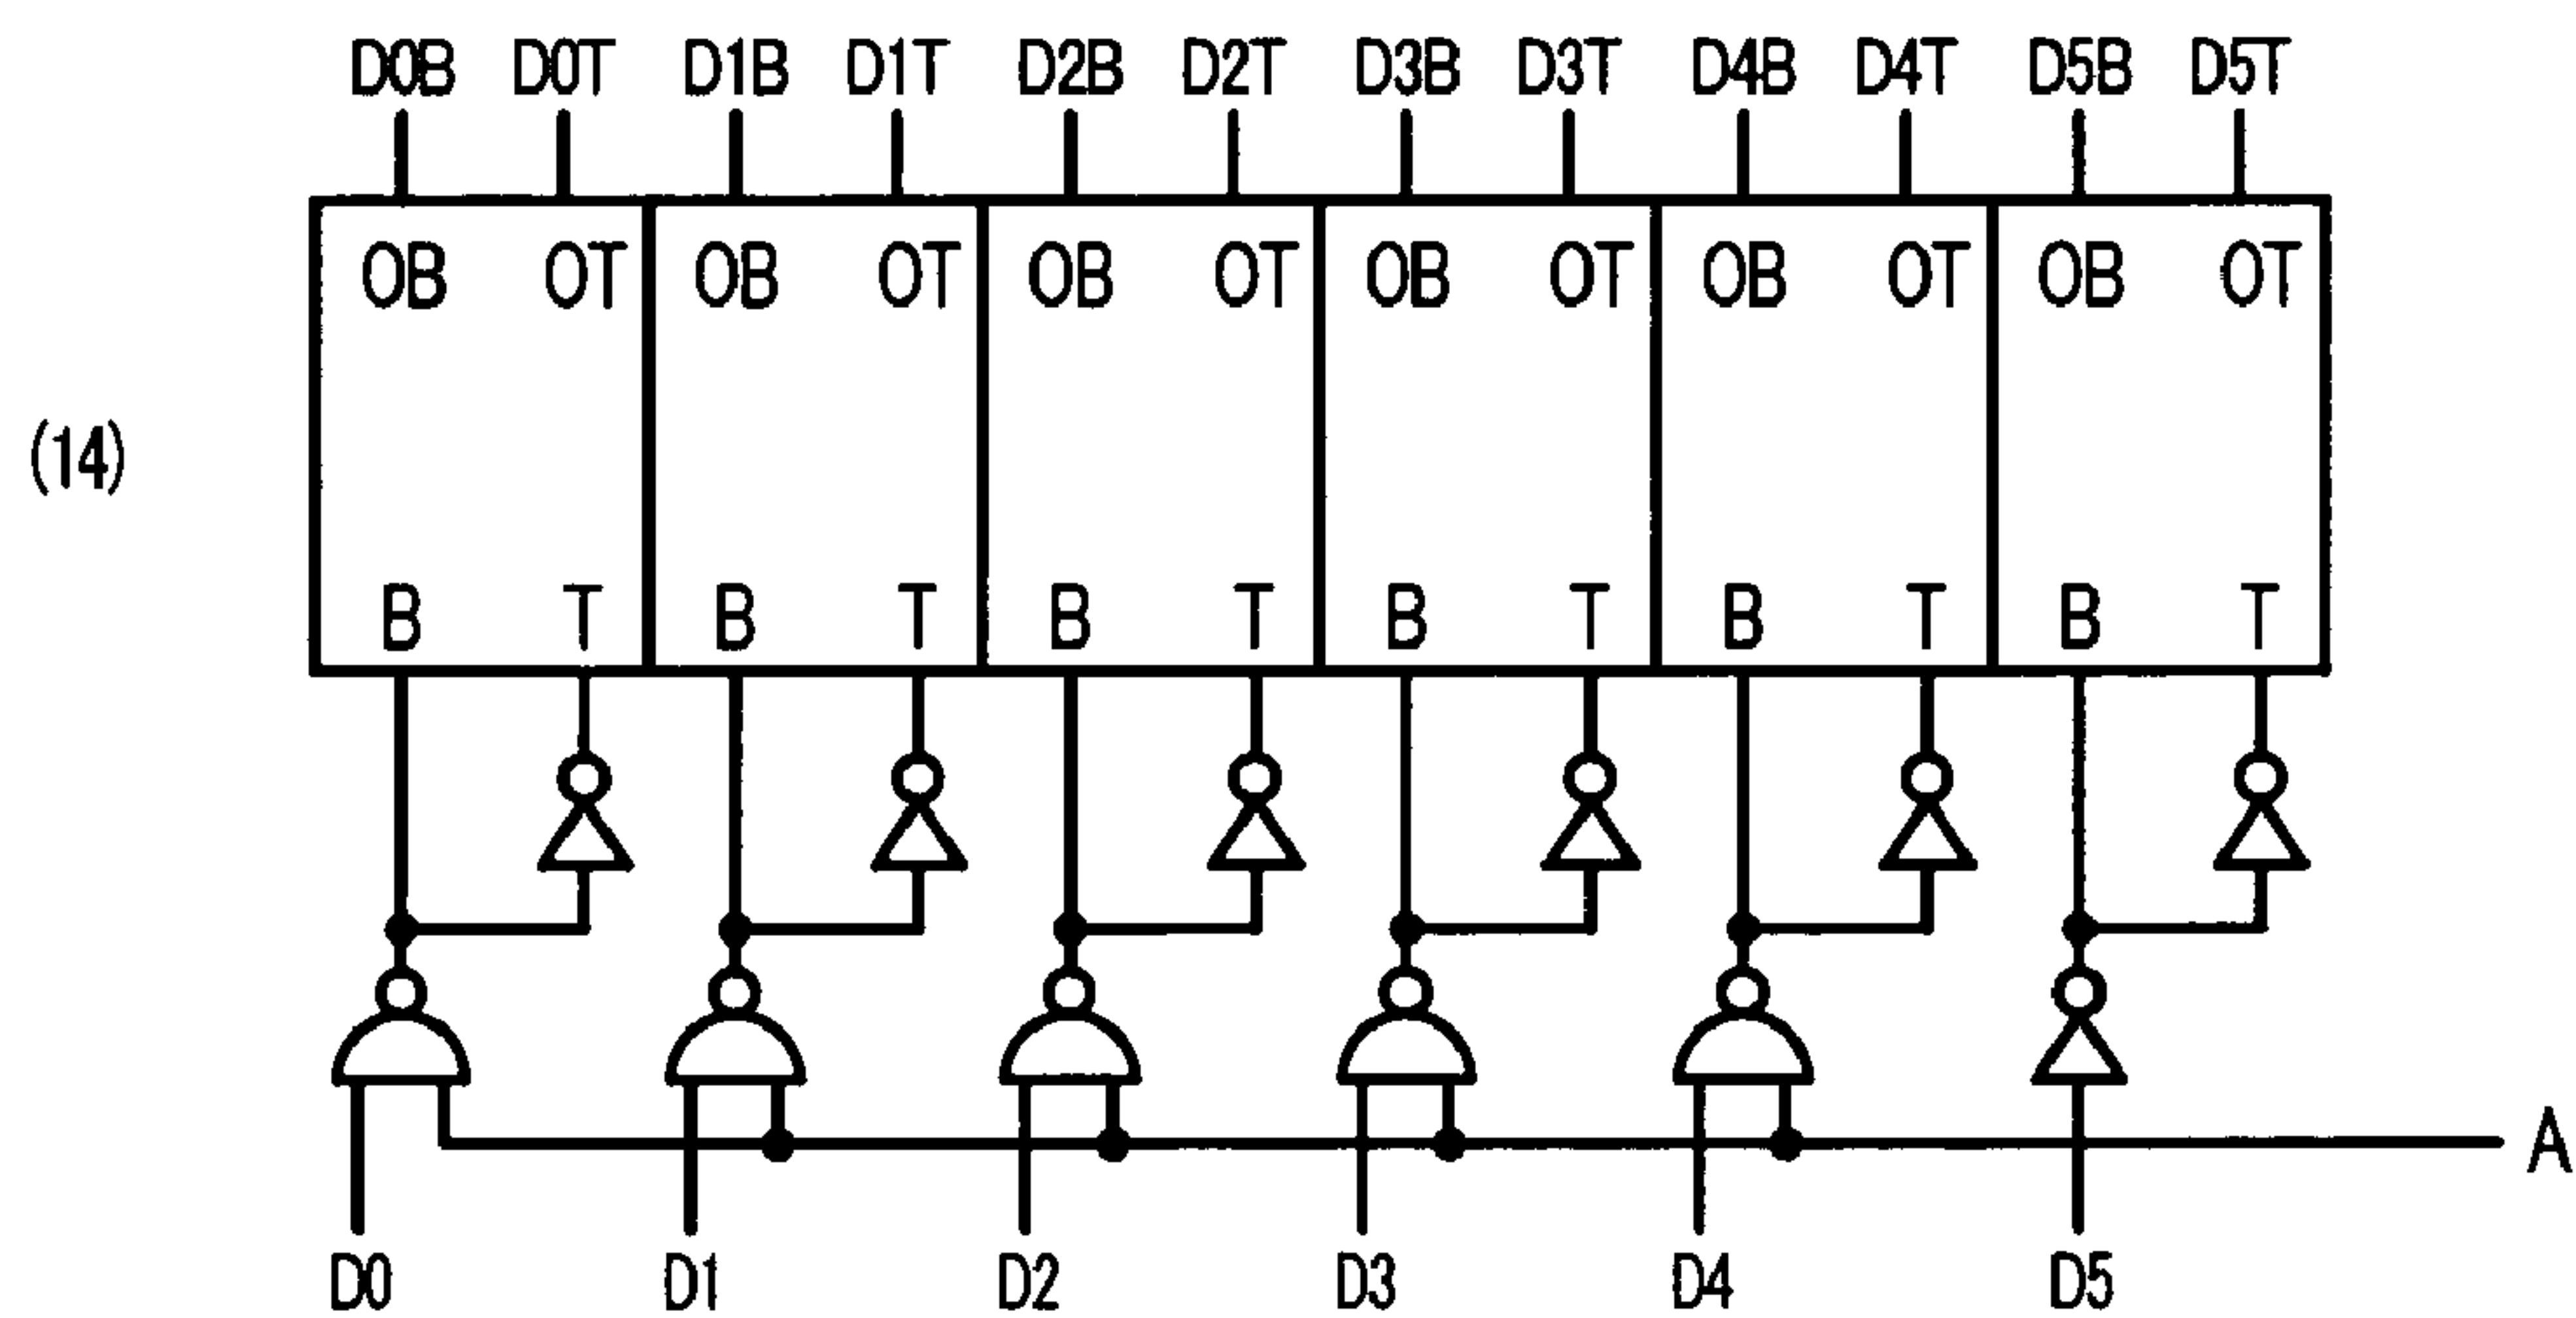 D0B D0T D1B D1T D2B D2T D3B D3T D4B D4T D5B D5T
OB OT OB OT OB OT OB OT OB OT OB OT
(14)
B T B T B T B T B T B T
A
D0 D1 D2 D3 D4 D5